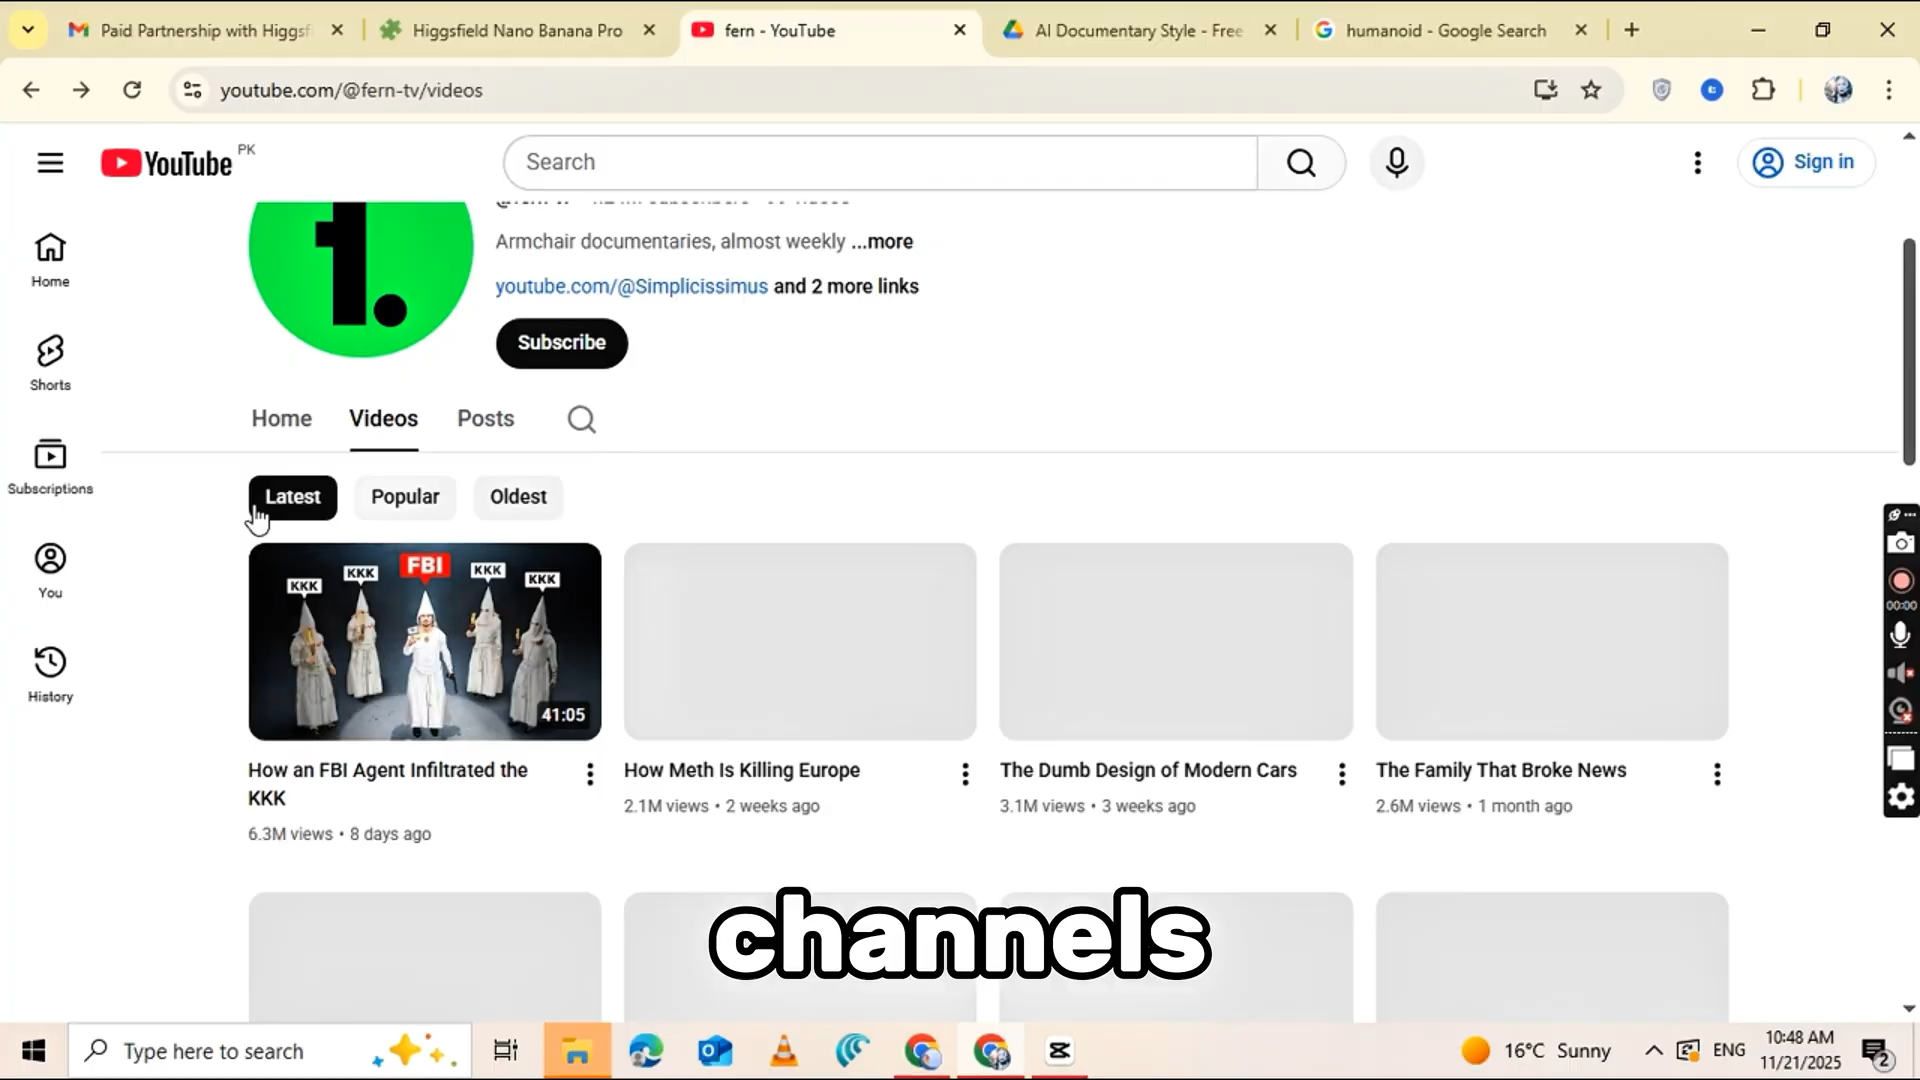 Paid Partnership with Higgsf
Higgsfield Nano Banana Pro
fern - YouTube
AI Documentary Style - Free
humanoid - Google Search
youtube.com/@fern-tv/videos
YouTube PK
Search
Sign in
Armchair documentaries, almost weekly ...more
youtube.com/@Simplicissimus and 2 more links
Subscribe
Home
Shorts
Subscriptions
You
History
Home Videos Posts
Latest Popular Oldest
KKK KKK FBI KKK KKK
41:05
How an FBI Agent Infiltrated the
KKK
6.3M views • 8 days ago
How Meth Is Killing Europe
2.1M views • 2 weeks ago
The Dumb Design of Modern Cars
3.1M views • 3 weeks ago
The Family That Broke News
2.6M views • 1 month ago
00:00
channels
Type here to search
16°C Sunny
ENG
10:48 AM
11/21/2025
2